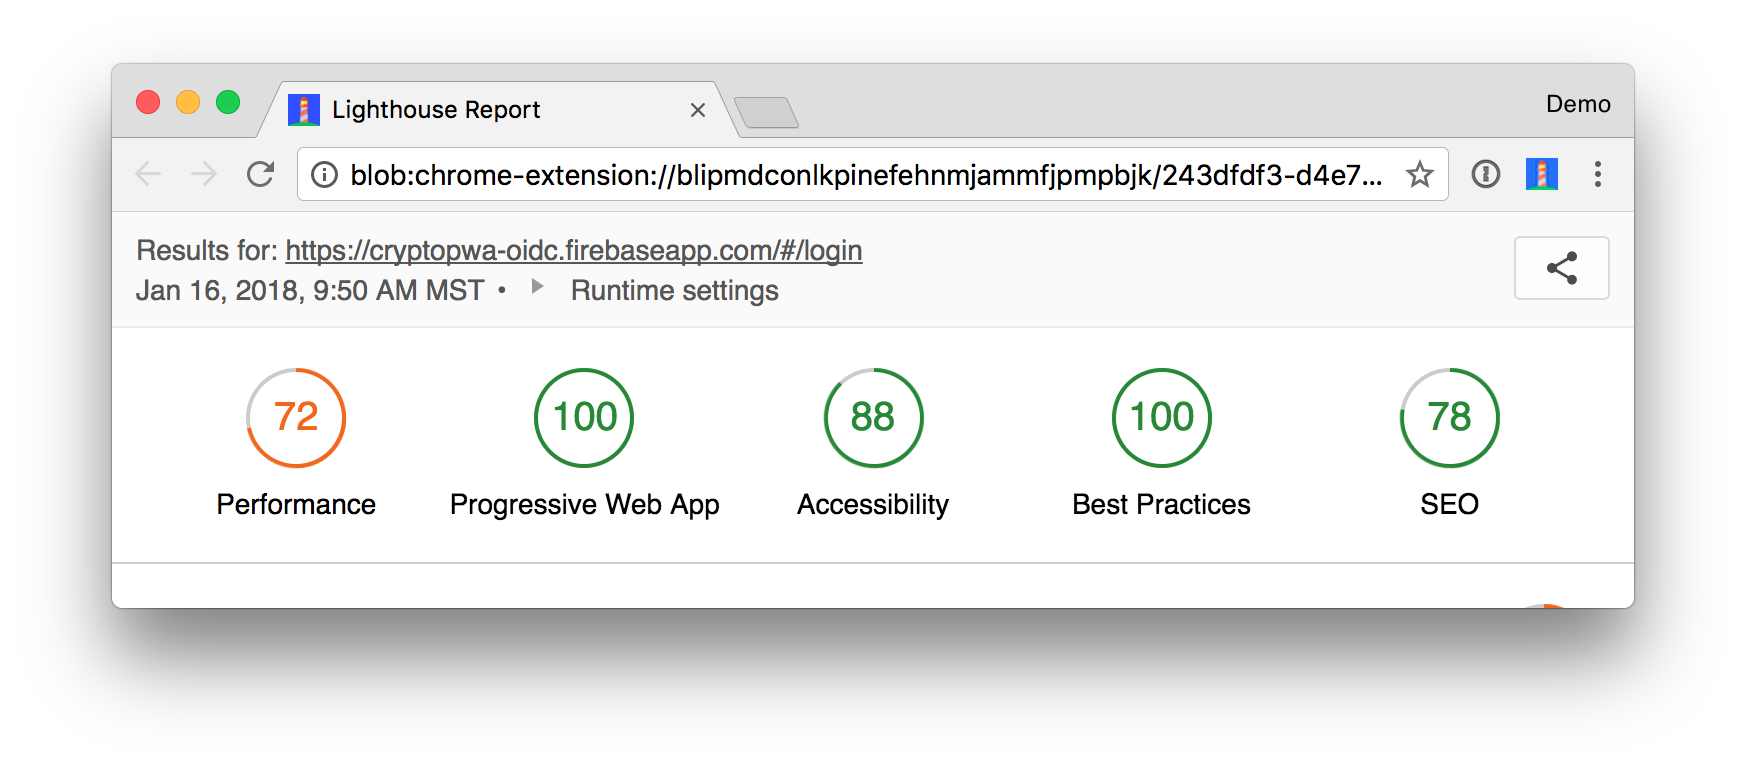 Lighthouse Report
Demo
blob:chrome-extension://blipmdconlkpinefehnmjammfjpmpbjk/243dfdf3-d4e7...
Results for: https://cryptopwa-oidc.firebaseapp.com/#/login
Jan 16, 2018, 9:50 AM MST • Runtime settings
72 100 88 100 78
Performance Progressive Web App Accessibility Best Practices SEO